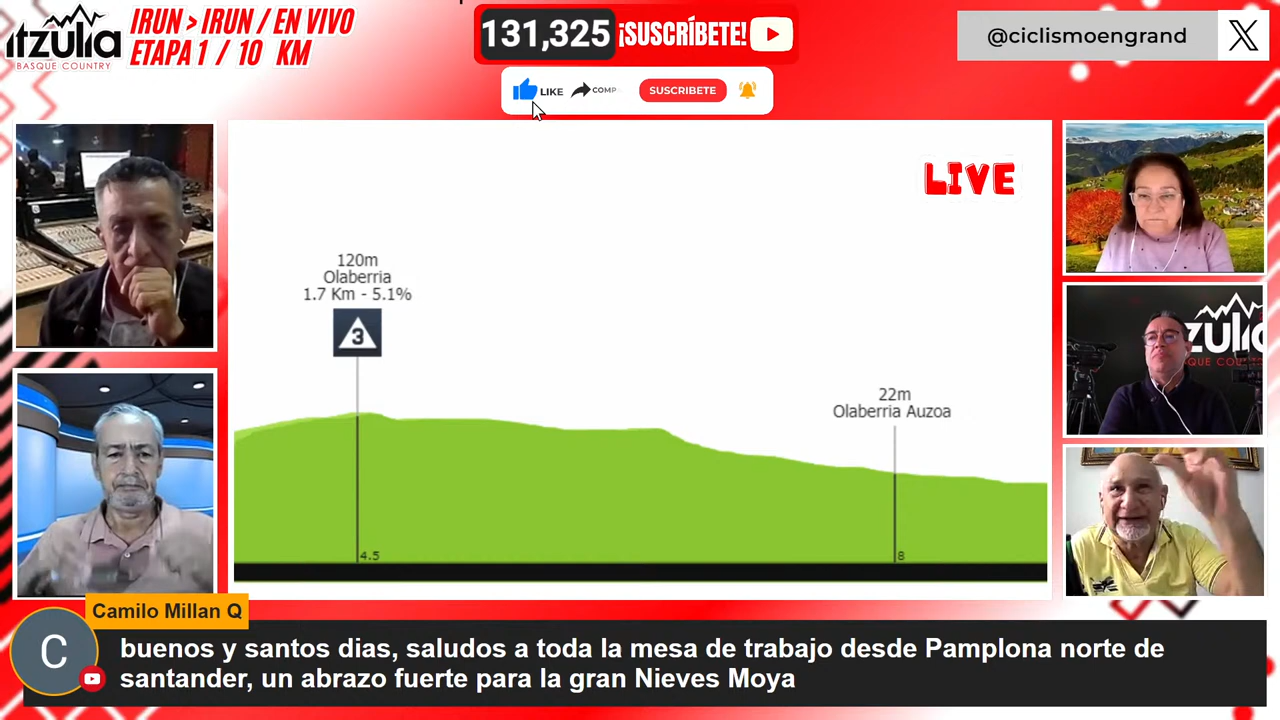 Itzulia
BASQUE COUNTRY
IRUN > IRUN / EN VIVO
ETAPA 1 / 10 KM
131,325
¡SUSCRÍBETE!
LIKE
COMP
SUSCRIBETE
@ciclismoengrand
X
LIVE
120m
Olaberria
1.7 Km - 5.1%
3
22m
Olaberria Auzoa
4.5
8
Camilo Millan Q
C
buenos y santos dias, saludos a toda la mesa de trabajo desde Pamplona norte de
santander, un abrazo fuerte para la gran Nieves Moya